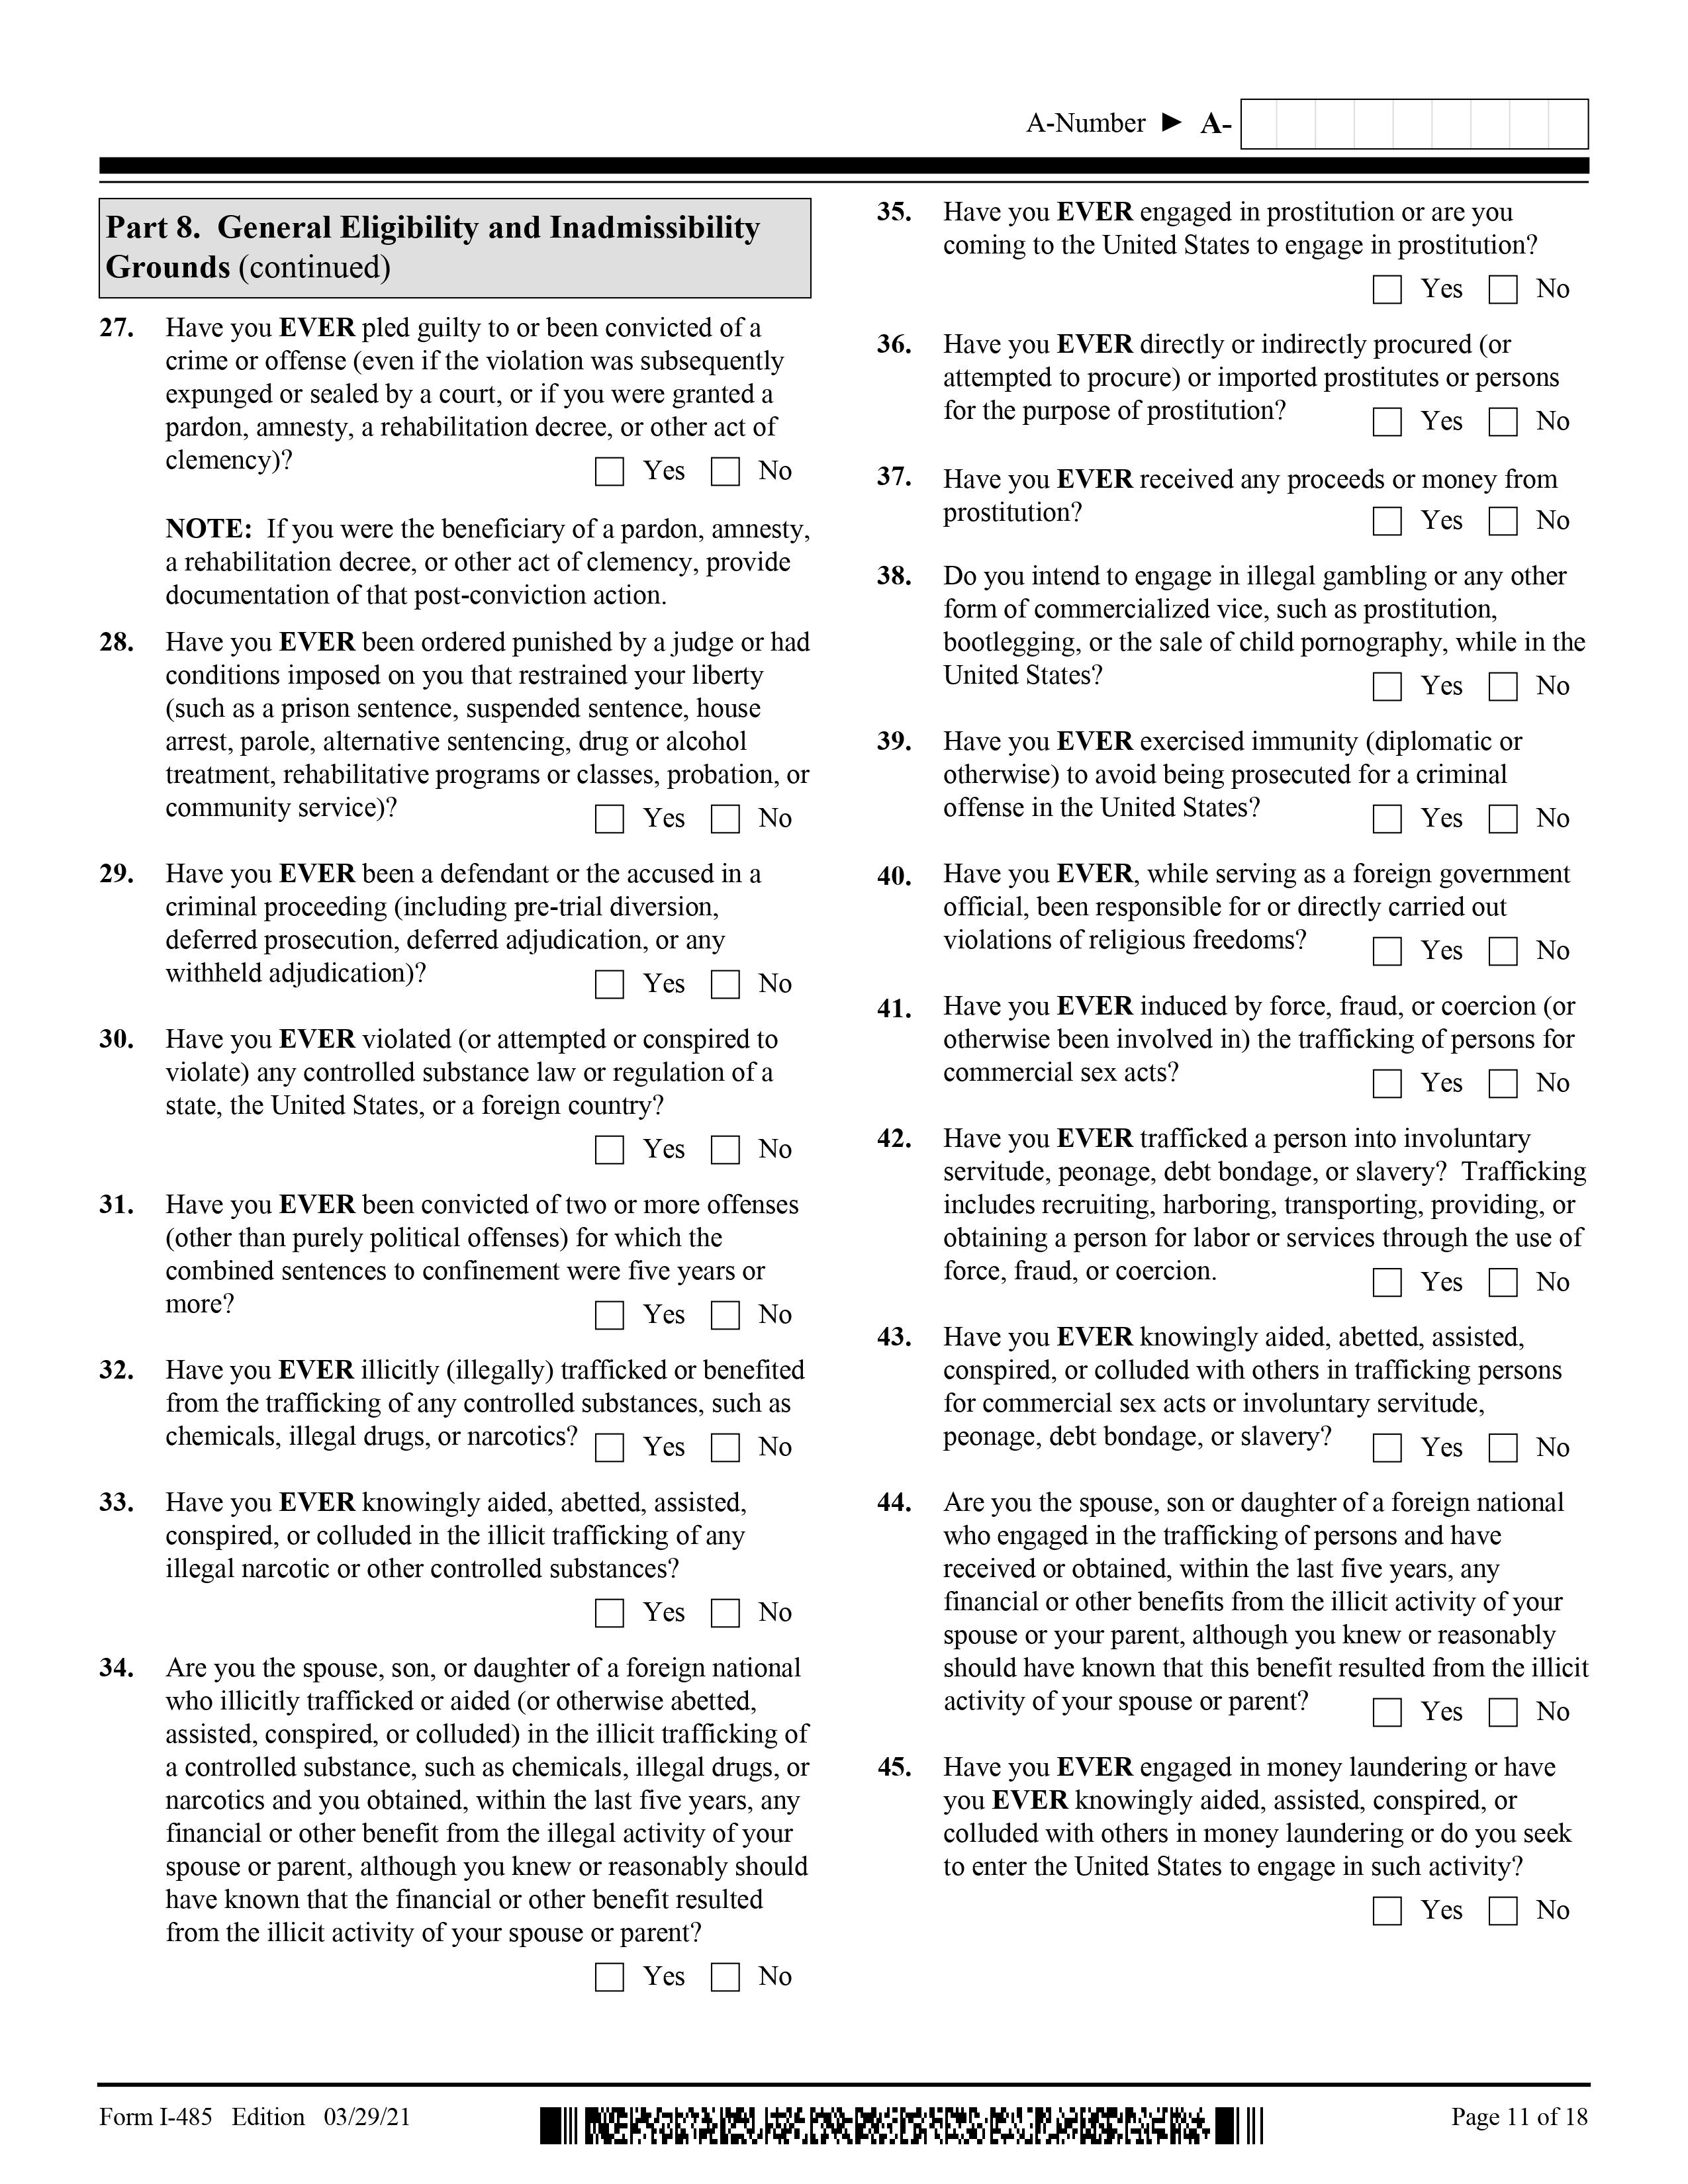 A-Number ► A-
Part 8.  General Eligibility and Inadmissibility
Grounds (continued)
27. Have you EVER pled guilty to or been convicted of a
crime or offense (even if the violation was subsequently
expunged or sealed by a court, or if you were granted a
pardon, amnesty, a rehabilitation decree, or other act of
clemency)? Yes No
NOTE:  If you were the beneficiary of a pardon, amnesty,
a rehabilitation decree, or other act of clemency, provide
documentation of that post-conviction action.
28. Have you EVER been ordered punished by a judge or had
conditions imposed on you that restrained your liberty
(such as a prison sentence, suspended sentence, house
arrest, parole, alternative sentencing, drug or alcohol
treatment, rehabilitative programs or classes, probation, or
community service)? Yes No
29. Have you EVER been a defendant or the accused in a
criminal proceeding (including pre-trial diversion,
deferred prosecution, deferred adjudication, or any
withheld adjudication)? Yes No
30. Have you EVER violated (or attempted or conspired to
violate) any controlled substance law or regulation of a
state, the United States, or a foreign country?
Yes No
31. Have you EVER been convicted of two or more offenses
(other than purely political offenses) for which the
combined sentences to confinement were five years or
more? Yes No
32. Have you EVER illicitly (illegally) trafficked or benefited
from the trafficking of any controlled substances, such as
chemicals, illegal drugs, or narcotics? Yes No
33. Have you EVER knowingly aided, abetted, assisted,
conspired, or colluded in the illicit trafficking of any
illegal narcotic or other controlled substances?
Yes No
34. Are you the spouse, son, or daughter of a foreign national
who illicitly trafficked or aided (or otherwise abetted,
assisted, conspired, or colluded) in the illicit trafficking of
a controlled substance, such as chemicals, illegal drugs, or
narcotics and you obtained, within the last five years, any
financial or other benefit from the illegal activity of your
spouse or parent, although you knew or reasonably should
have known that the financial or other benefit resulted
from the illicit activity of your spouse or parent?
Yes No
35. Have you EVER engaged in prostitution or are you
coming to the United States to engage in prostitution?
Yes No
36. Have you EVER directly or indirectly procured (or
attempted to procure) or imported prostitutes or persons
for the purpose of prostitution? Yes No
37. Have you EVER received any proceeds or money from
prostitution? Yes No
38. Do you intend to engage in illegal gambling or any other
form of commercialized vice, such as prostitution,
bootlegging, or the sale of child pornography, while in the
United States? Yes No
39. Have you EVER exercised immunity (diplomatic or
otherwise) to avoid being prosecuted for a criminal
offense in the United States? Yes No
40. Have you EVER, while serving as a foreign government
official, been responsible for or directly carried out
violations of religious freedoms? Yes No
41. Have you EVER induced by force, fraud, or coercion (or
otherwise been involved in) the trafficking of persons for
commercial sex acts? Yes No
42. Have you EVER trafficked a person into involuntary
servitude, peonage, debt bondage, or slavery?  Trafficking
includes recruiting, harboring, transporting, providing, or
obtaining a person for labor or services through the use of
force, fraud, or coercion. Yes No
43. Have you EVER knowingly aided, abetted, assisted,
conspired, or colluded with others in trafficking persons
for commercial sex acts or involuntary servitude,
peonage, debt bondage, or slavery? Yes No
44. Are you the spouse, son or daughter of a foreign national
who engaged in the trafficking of persons and have
received or obtained, within the last five years, any
financial or other benefits from the illicit activity of your
spouse or your parent, although you knew or reasonably
should have known that this benefit resulted from the illicit
activity of your spouse or parent? Yes No
45. Have you EVER engaged in money laundering or have
you EVER knowingly aided, assisted, conspired, or
colluded with others in money laundering or do you seek
to enter the United States to engage in such activity?
Yes No
Form I-485   Edition   03/29/21
Page 11 of 18